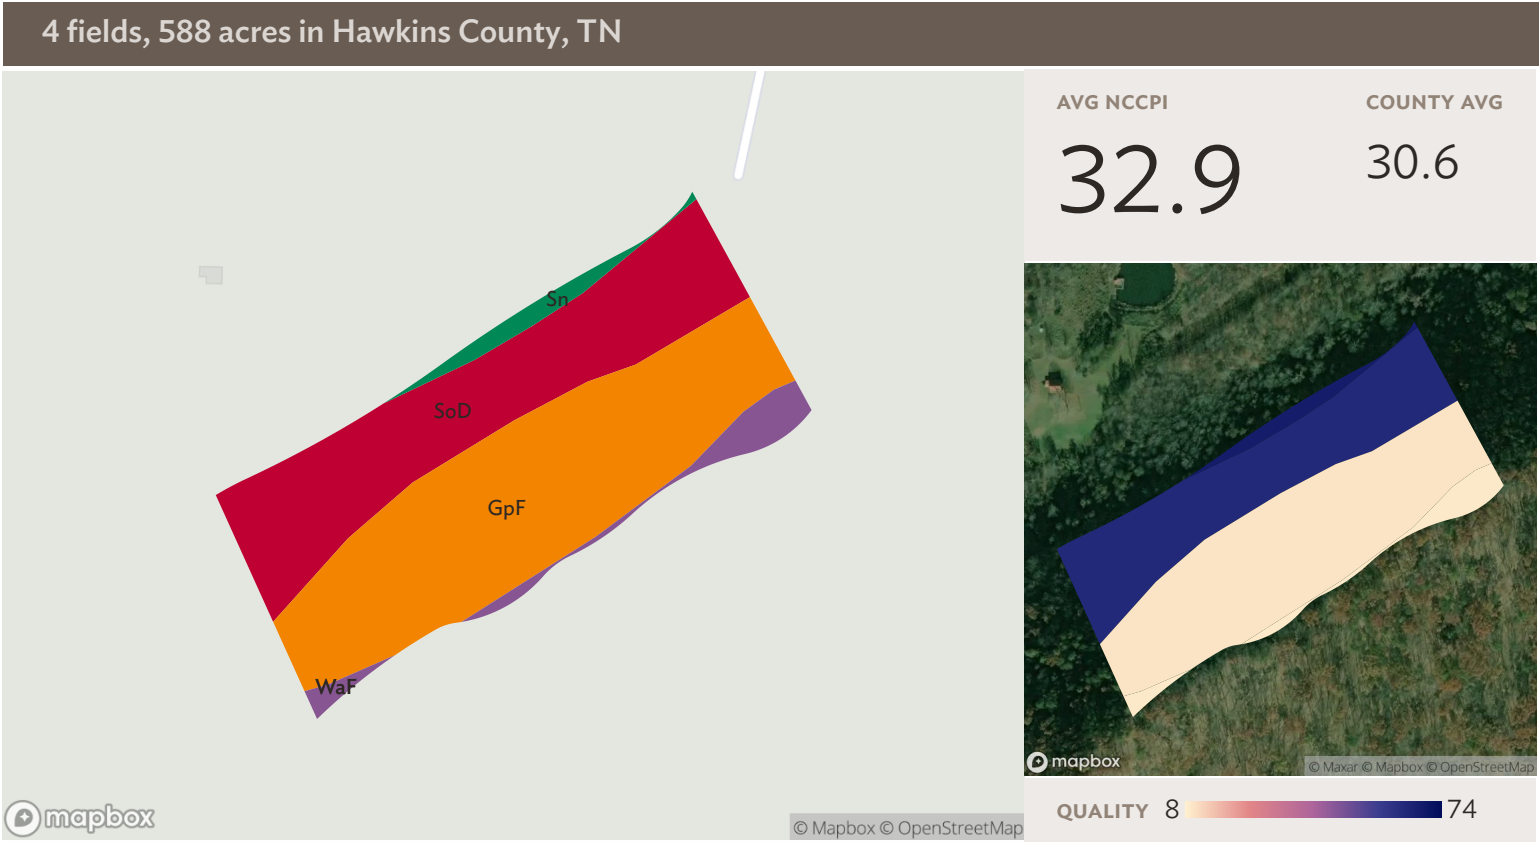 4 fields, 588 acres in Hawkins County, TN
AVG NCCPI
COUNTY AVG
32.9
30.6
Sn
SoD
GpF
WaF
mapbox
© Mapbox © OpenStreetMap
mapbox
© Maxar © Mapbox © OpenStreetMap
QUALITY 8 74